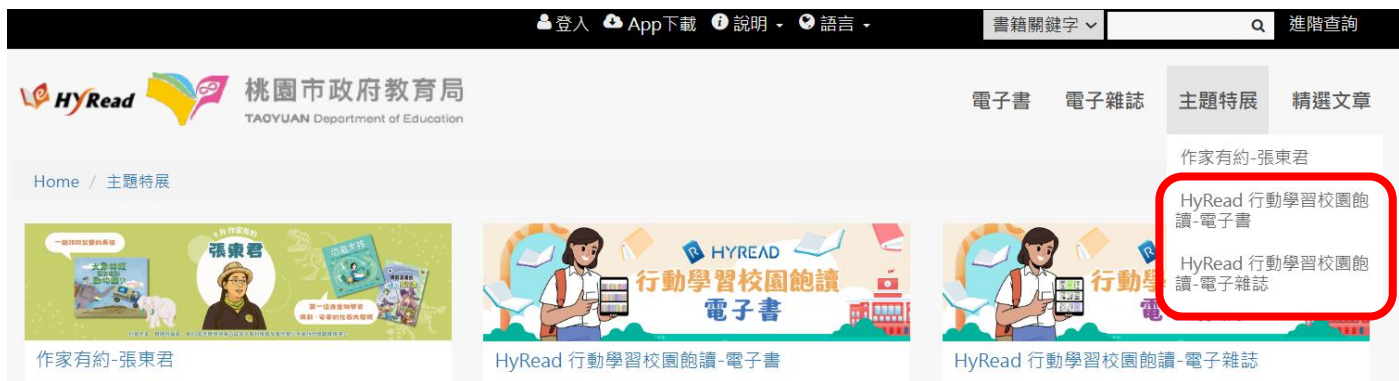 登入 App下載 説明 語言 書籍關鍵字 進階查詢
HyRead 桃園市政府教育局
TAOYUAN Department of Education
電子書 電子雜誌 主題特展 精選文章
作家有約-張東君
HyRead 行動學習校園飽
讀-電子書
HyRead 行動學習校園飽
讀-電子雜誌
Home / 主題特展
9月 作家有約
張東君
HYREAD
行動學習校園飽讀
電子書
行動學
電
作家有約-張東君
HyRead 行動學習校園飽讀-電子書
HyRead 行動學習校園飽讀-電子雜誌